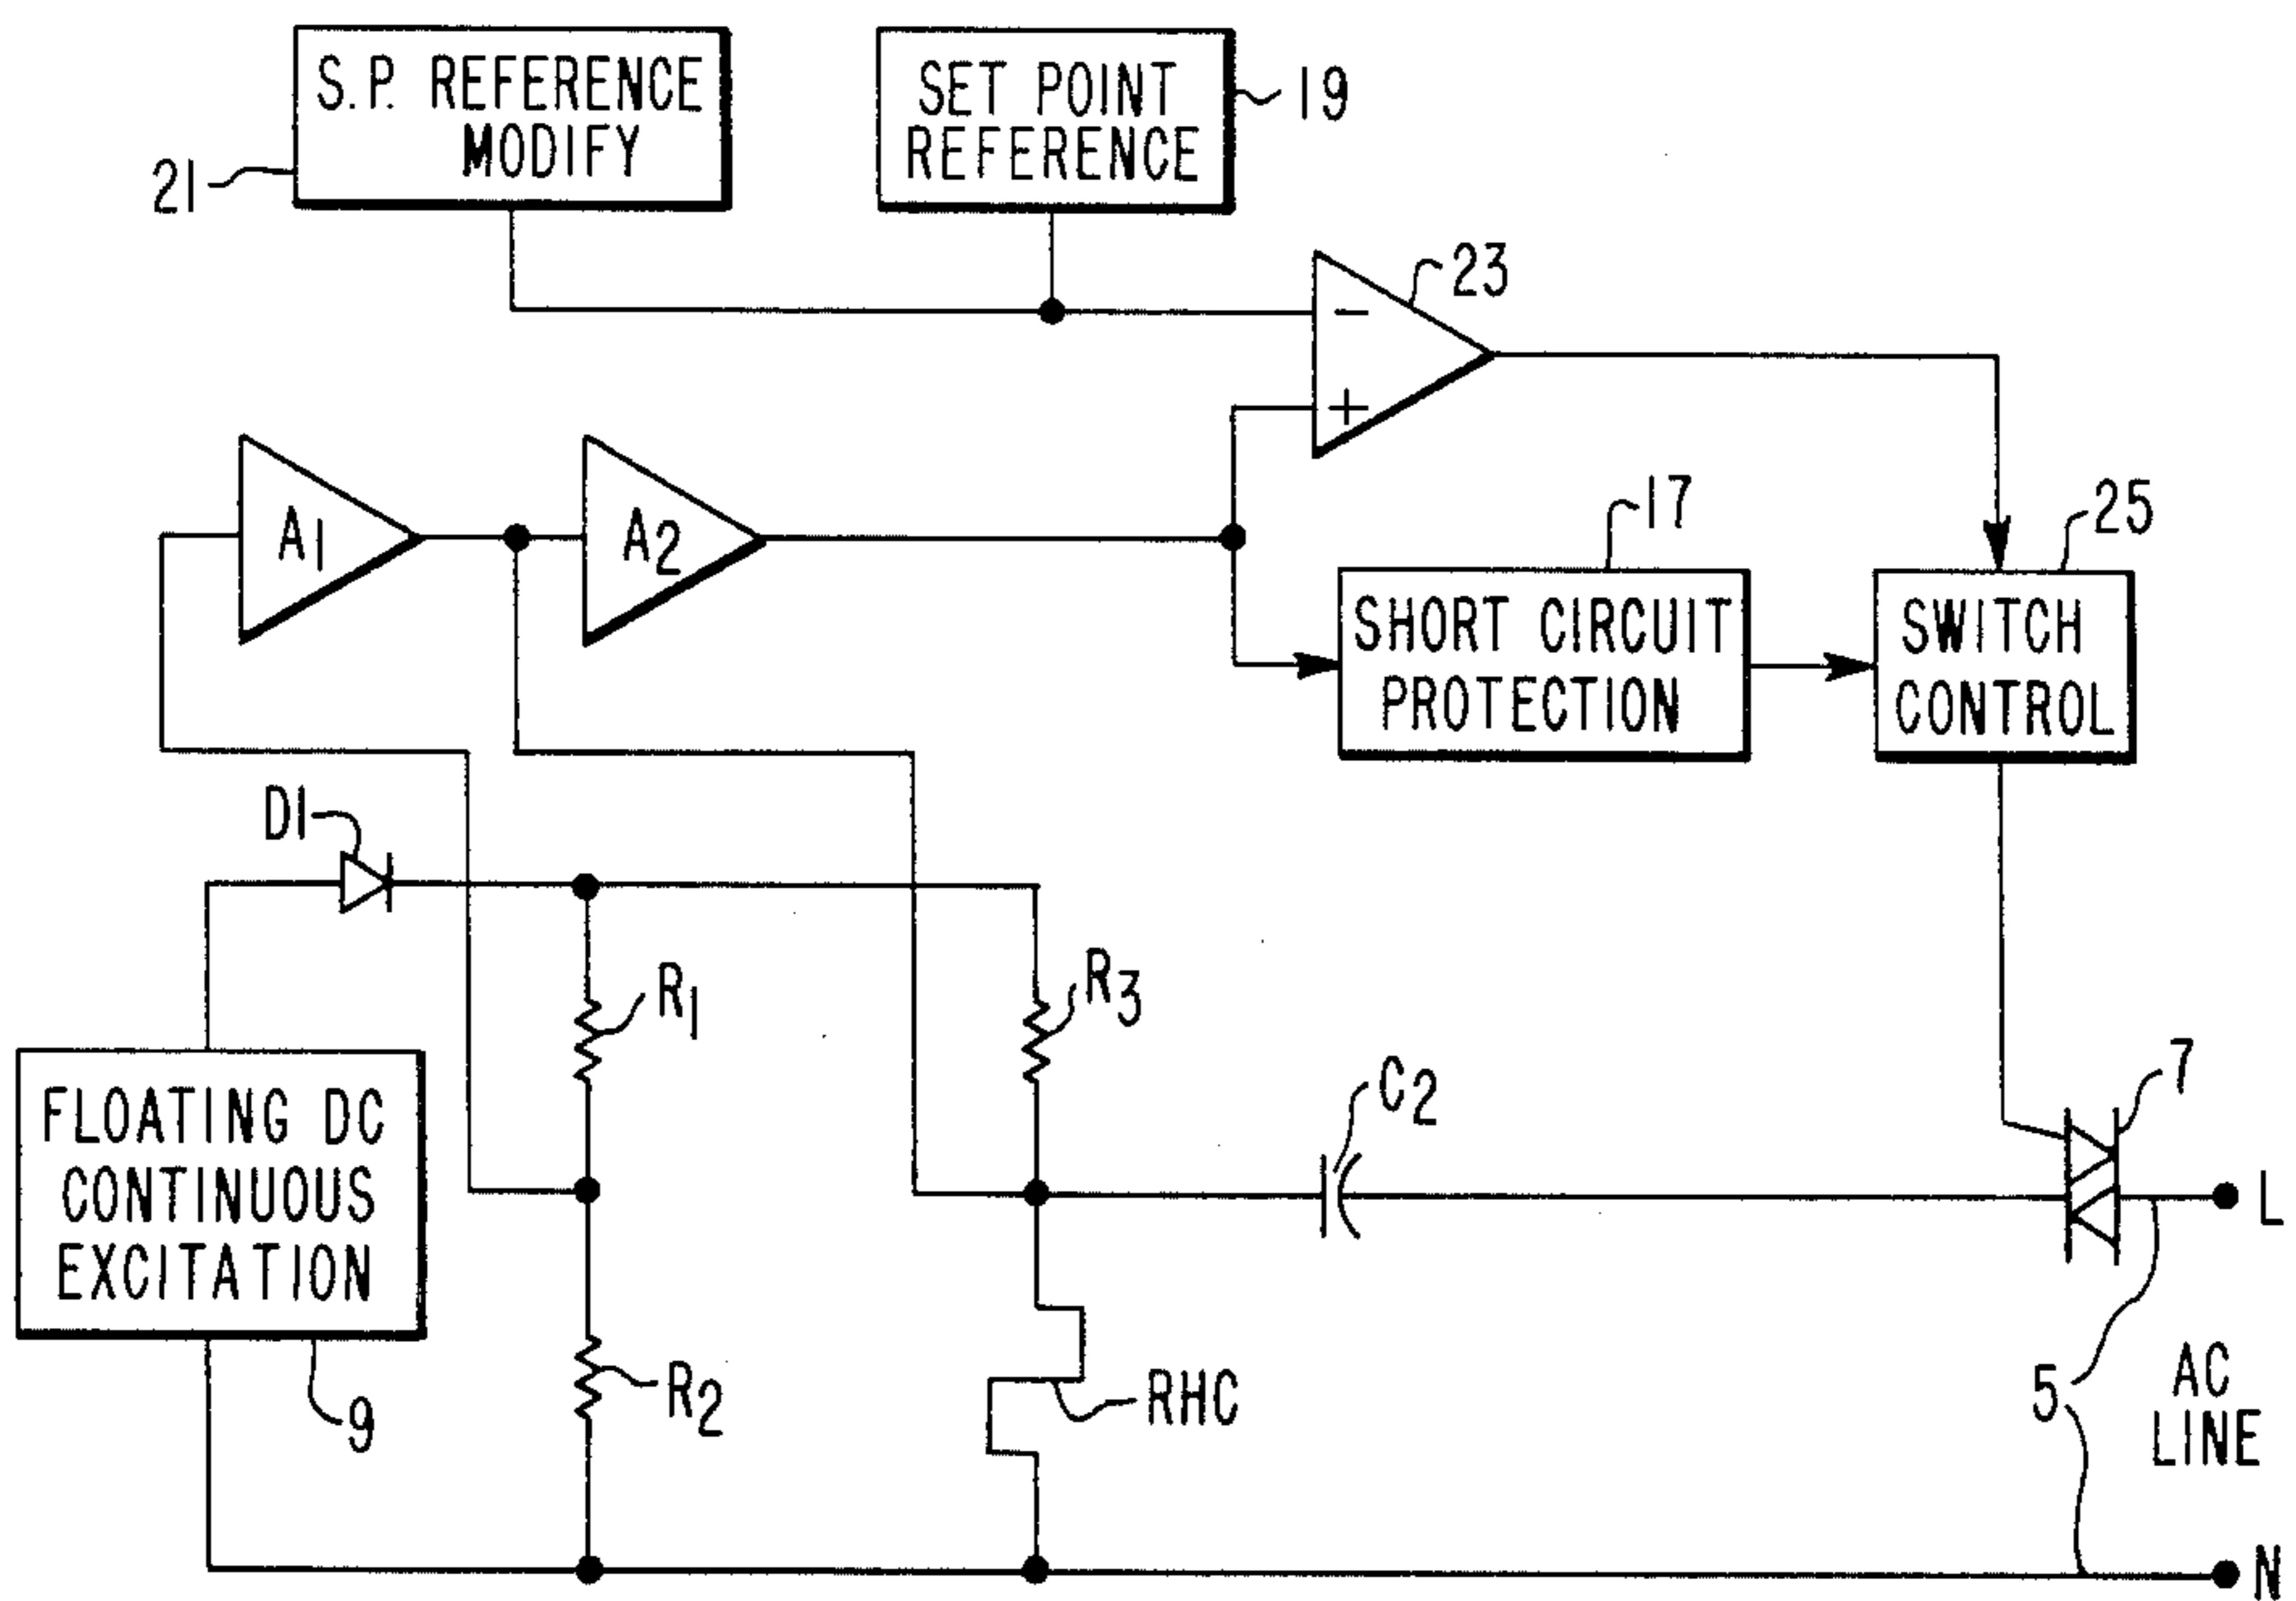 S.P. REFERENCE
MODIFY
21
SET POINT
REFERENCE
19
23
-
+
A1
A2
17
25
SHORT CIRCUIT
PROTECTION
SWITCH
CONTROL
D1
R1
R3
C2
7
FLOATING DC
CONTINUOUS
EXCITATION
9
R2
RHC
L
5
AC
LINE
N